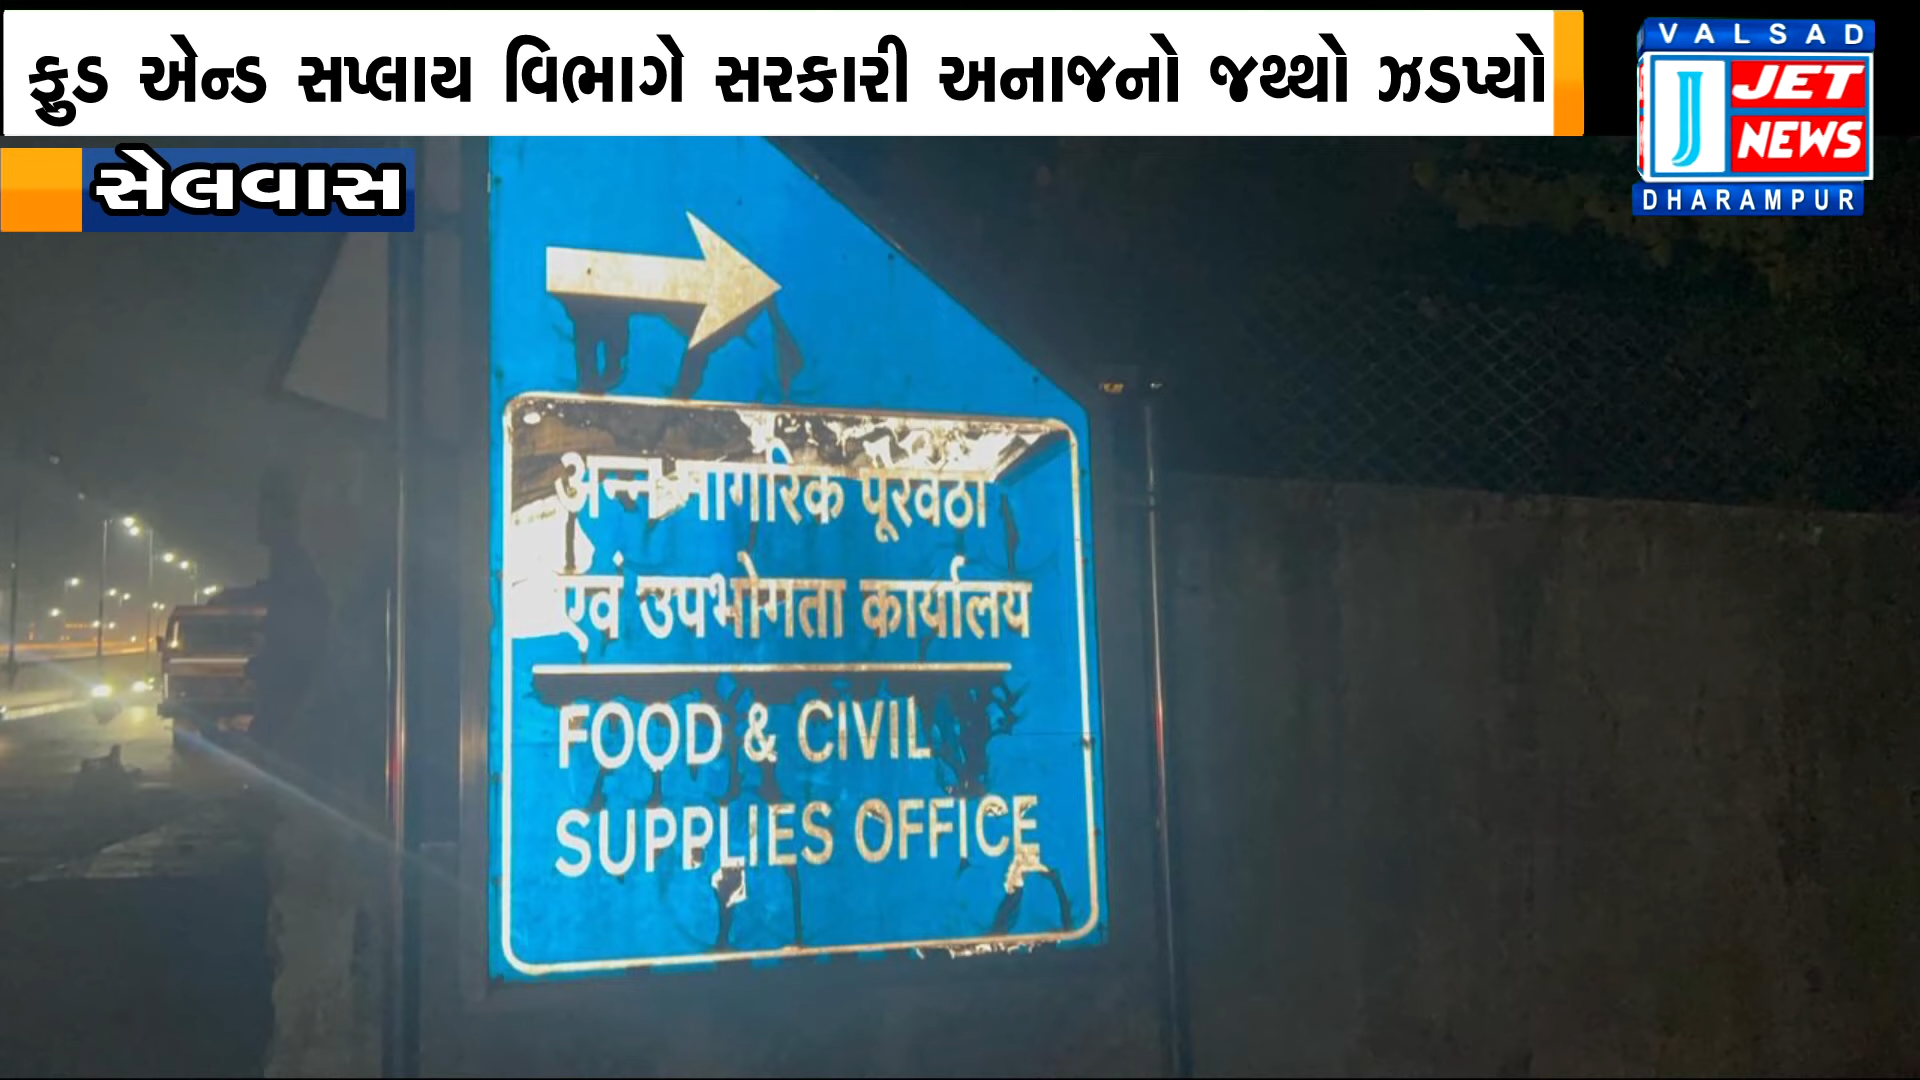 ફુડ એન્ડ સપ્લાય વિભાગે સરકારી અનાજનો જથ્થો ઝડપ્યો
VALSAD
J JET
NEWS
DHARAMPUR
સેલવાસ
अन्न नागरिक पूरवठा
एवं उपभोगता कार्यालय
FOOD & CIVIL
SUPPLIES OFFICE